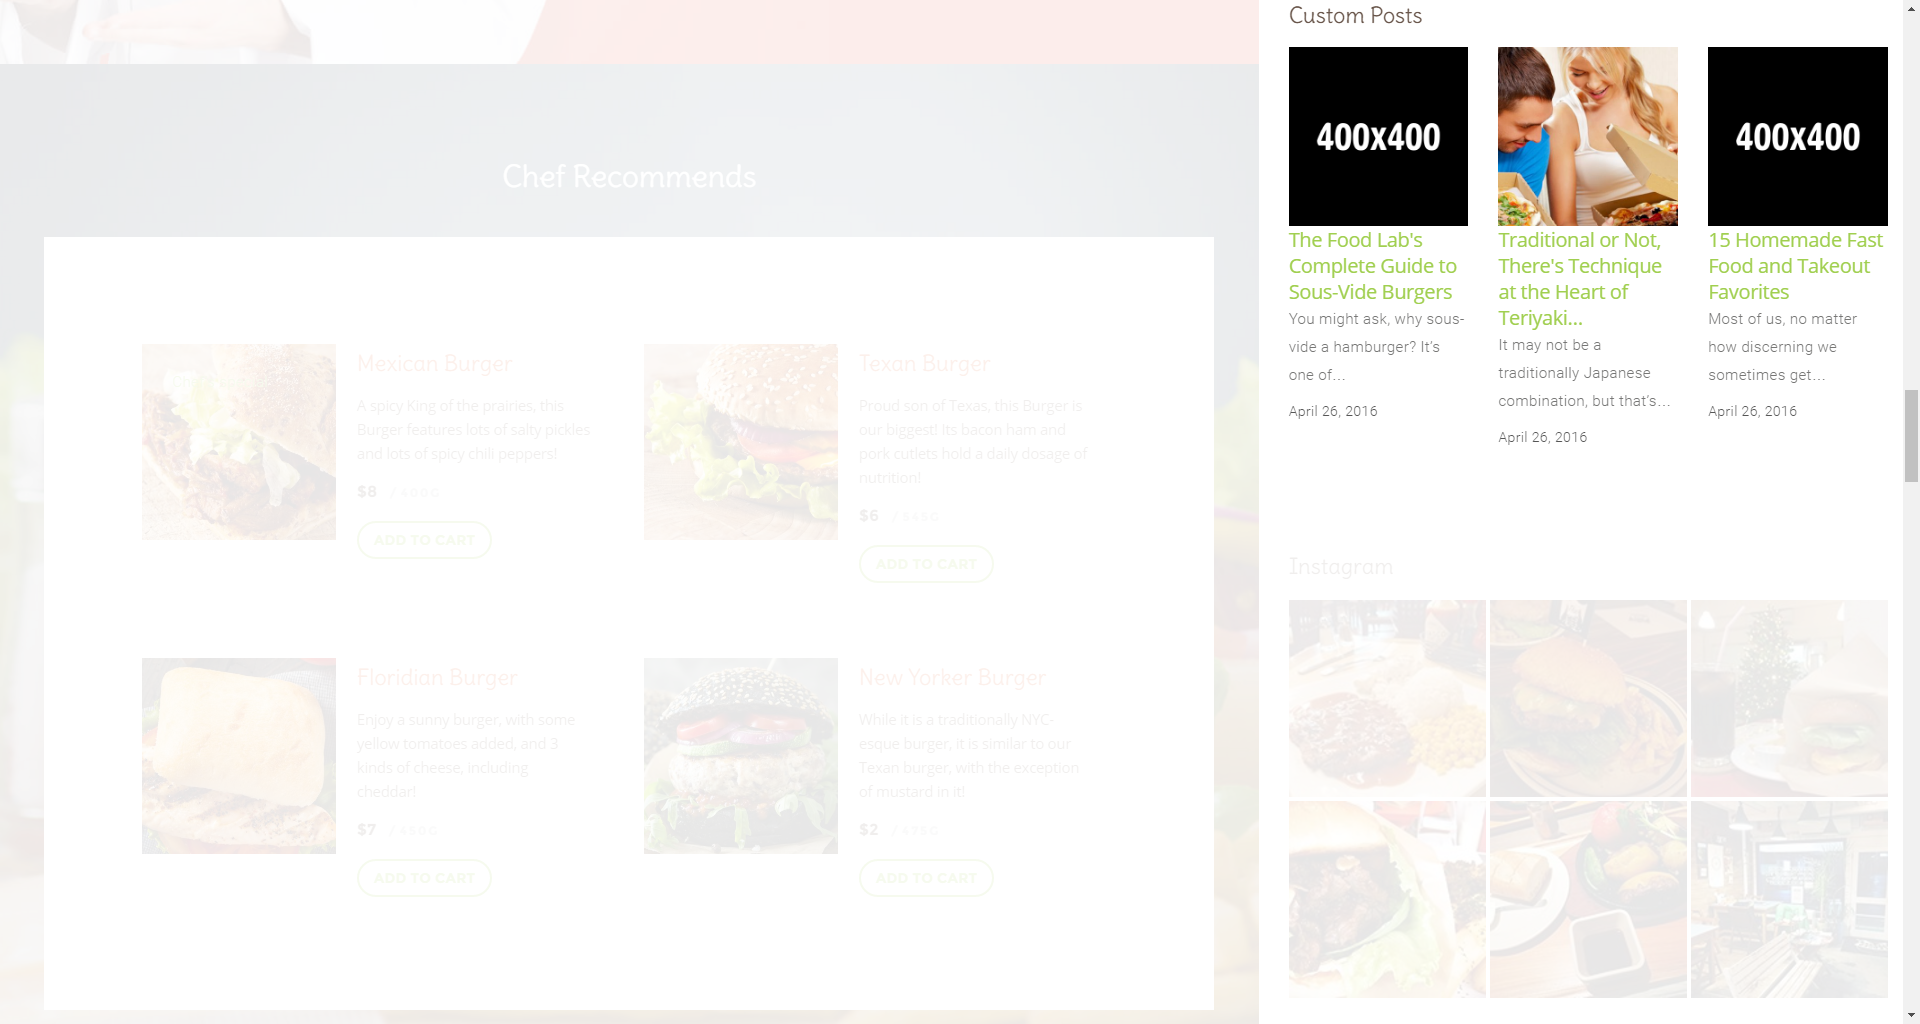 Custom Posts
400x400
400x400
The Food Lab's
Complete Guide to
Sous-Vide Burgers
You might ask, why sous-
vide a hamburger? It's
one of...
April 26, 2016
Traditional or Not,
There's Technique
at the Heart of
Teriyaki...
It may not be a
traditionally Japanese
combination, but that's...
April 26, 2016
15 Homemade Fast
Food and Takeout
Favorites
Most of us, no matter
how discerning we
sometimes get...
April 26, 2016
Instagram
Chef Recommends
Mexican Burger
A spicy King of the prairies, this
Burger features lots of salty pickles
and lots of spicy chili peppers!
$8 / 400G
ADD TO CART
Texan Burger
Proud son of Texas, this Burger is
our biggest! Its bacon ham and
pork cutlets hold a daily dosage of
nutrition!
$6
ADD TO CART
Floridian Burger
Enjoy a sunny burger, with some
yellow tomatoes added, and 3
kinds of cheese, including
cheddar!
$7
ADD TO CART
New Yorker Burger
While it is a traditionally NYC-
esque burger, it is similar to our
Texan burger, with the exception
of mustard in it!
$2
ADD TO CART